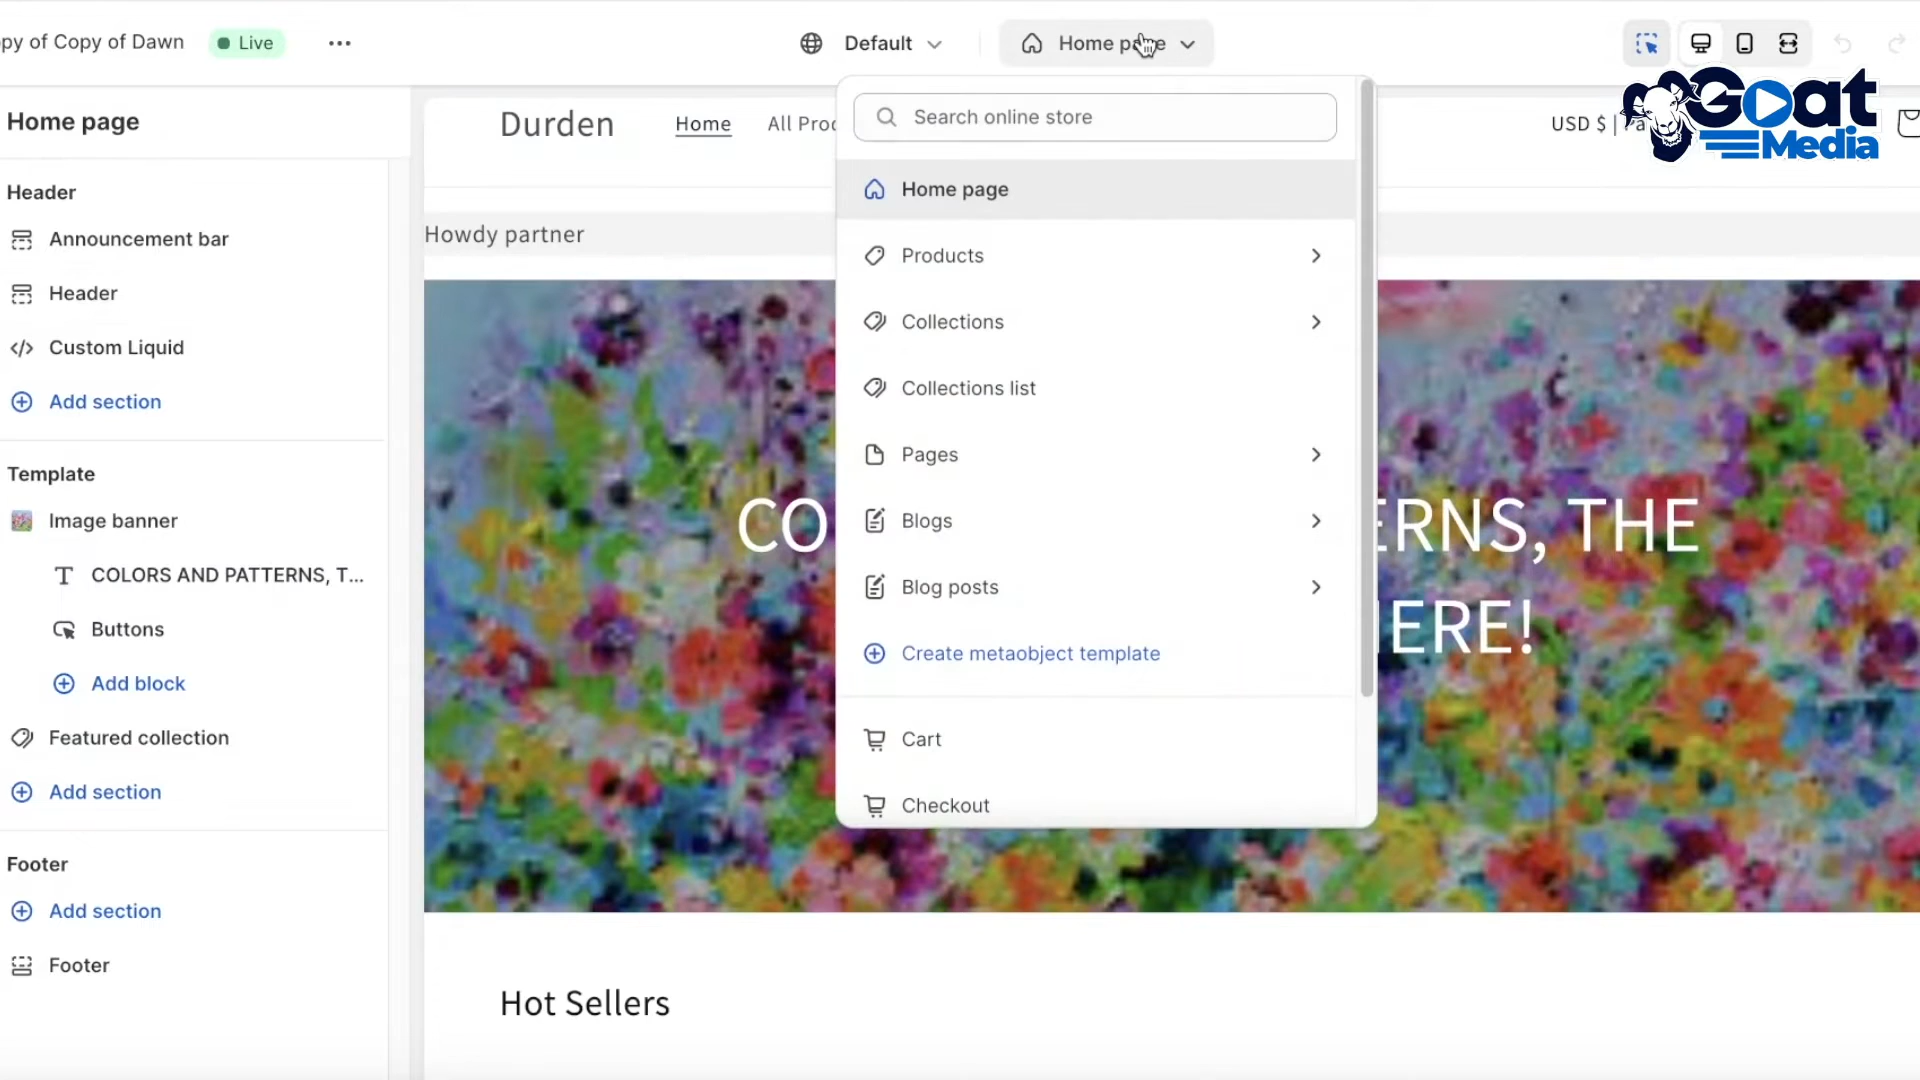 py of Copy of Dawn
Live
Default
Home page
Goat
Media
Home page
Header
Announcement bar
Header
Custom Liquid
Add section
Template
Image banner
COLORS AND PATTERNS, T...
Buttons
Add block
Featured collection
Add section
Footer
Add section
Footer
Durden
Home
All Proc
USD $ |
Howdy partner
CO
ERNS, THE
HERE!
Hot Sellers
Search online store
Home page
Products
Collections
Collections list
Pages
Blogs
Blog posts
Create metaobject template
Cart
Checkout